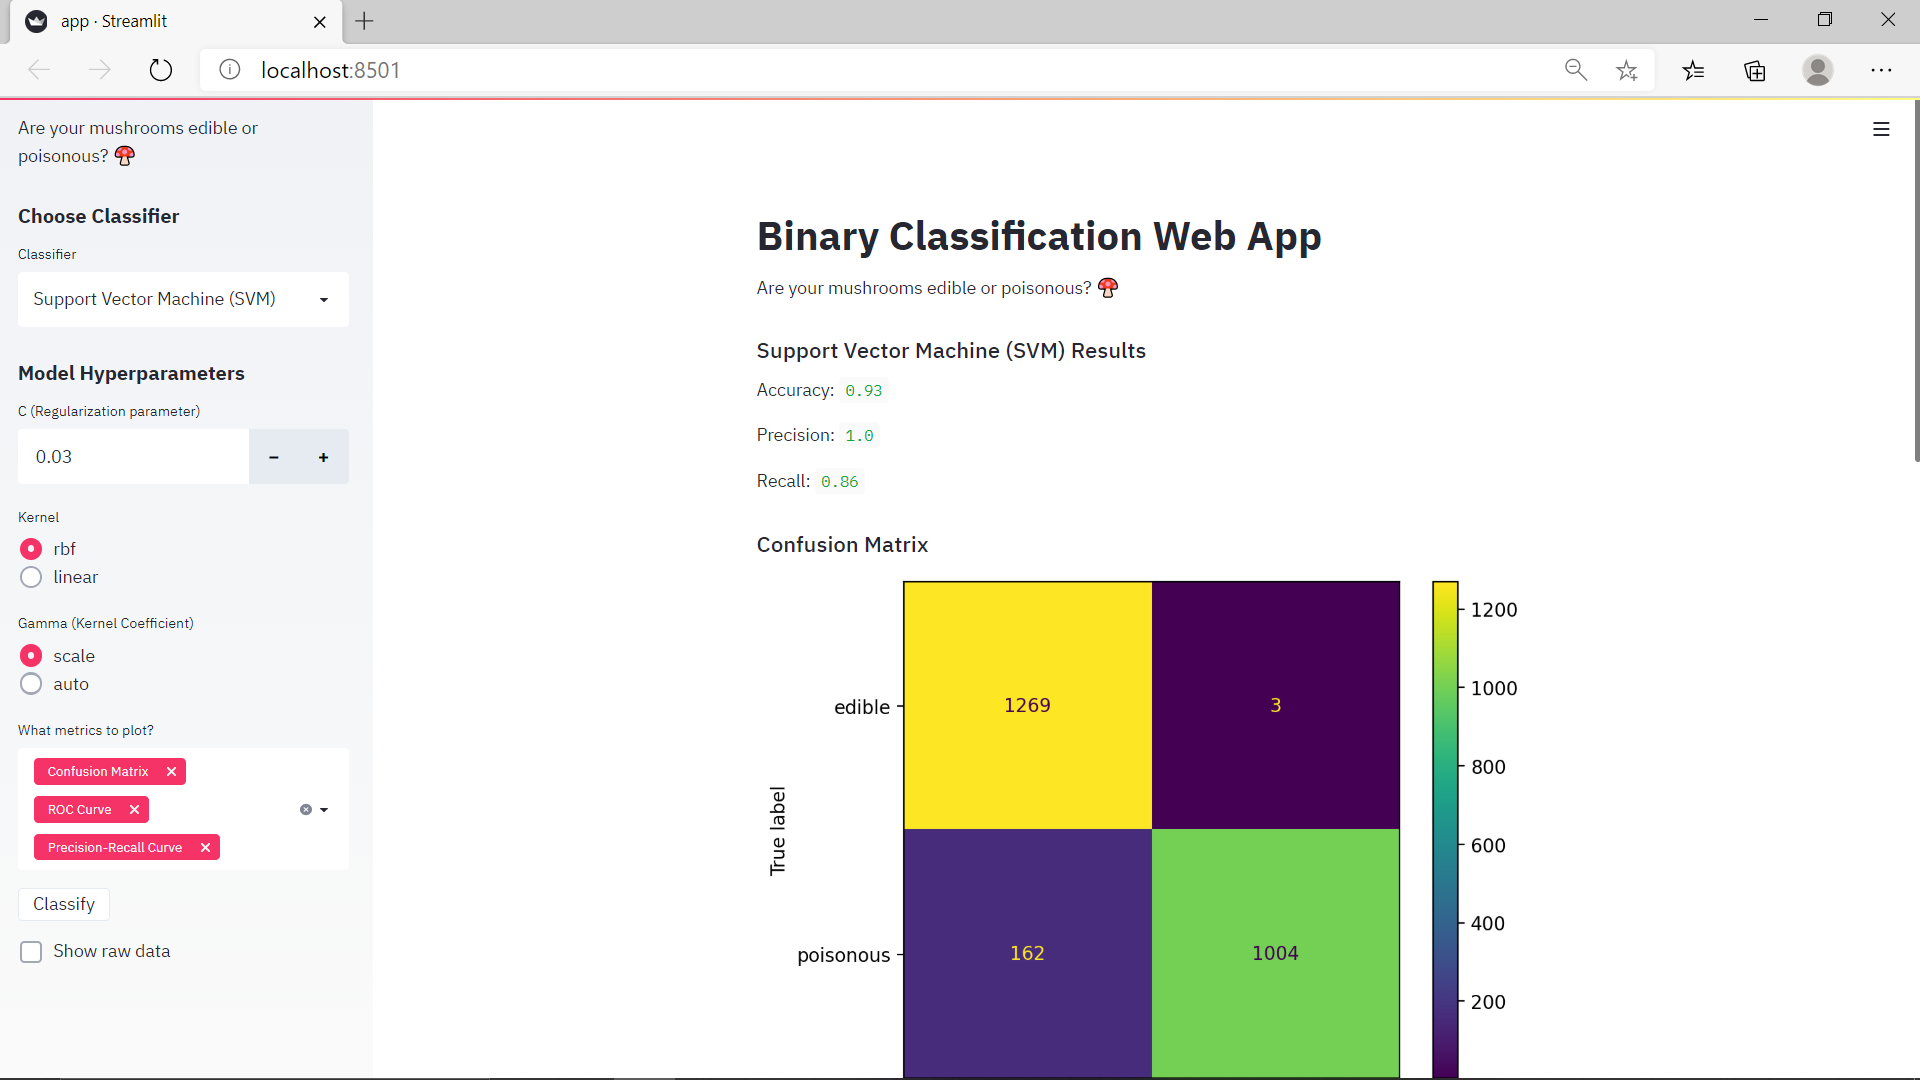 app · Streamlit
localhost:8501
Are your mushrooms edible or
poisonous? 🍄
Choose Classifier
Classifier
Support Vector Machine (SVM)
Model Hyperparameters
C (Regularization parameter)
0.03
Kernel
rbf
linear
Gamma (Kernel Coefficient)
scale
auto
What metrics to plot?
Confusion Matrix
ROC Curve
Precision-Recall Curve
Classify
Show raw data
Binary Classification Web App
Are your mushrooms edible or poisonous? 🍄
Support Vector Machine (SVM) Results
Accuracy: 0.93
Precision: 1.0
Recall: 0.86
Confusion Matrix
edible
1269
3
True label
poisonous
162
1004
1200
1000
800
600
400
200